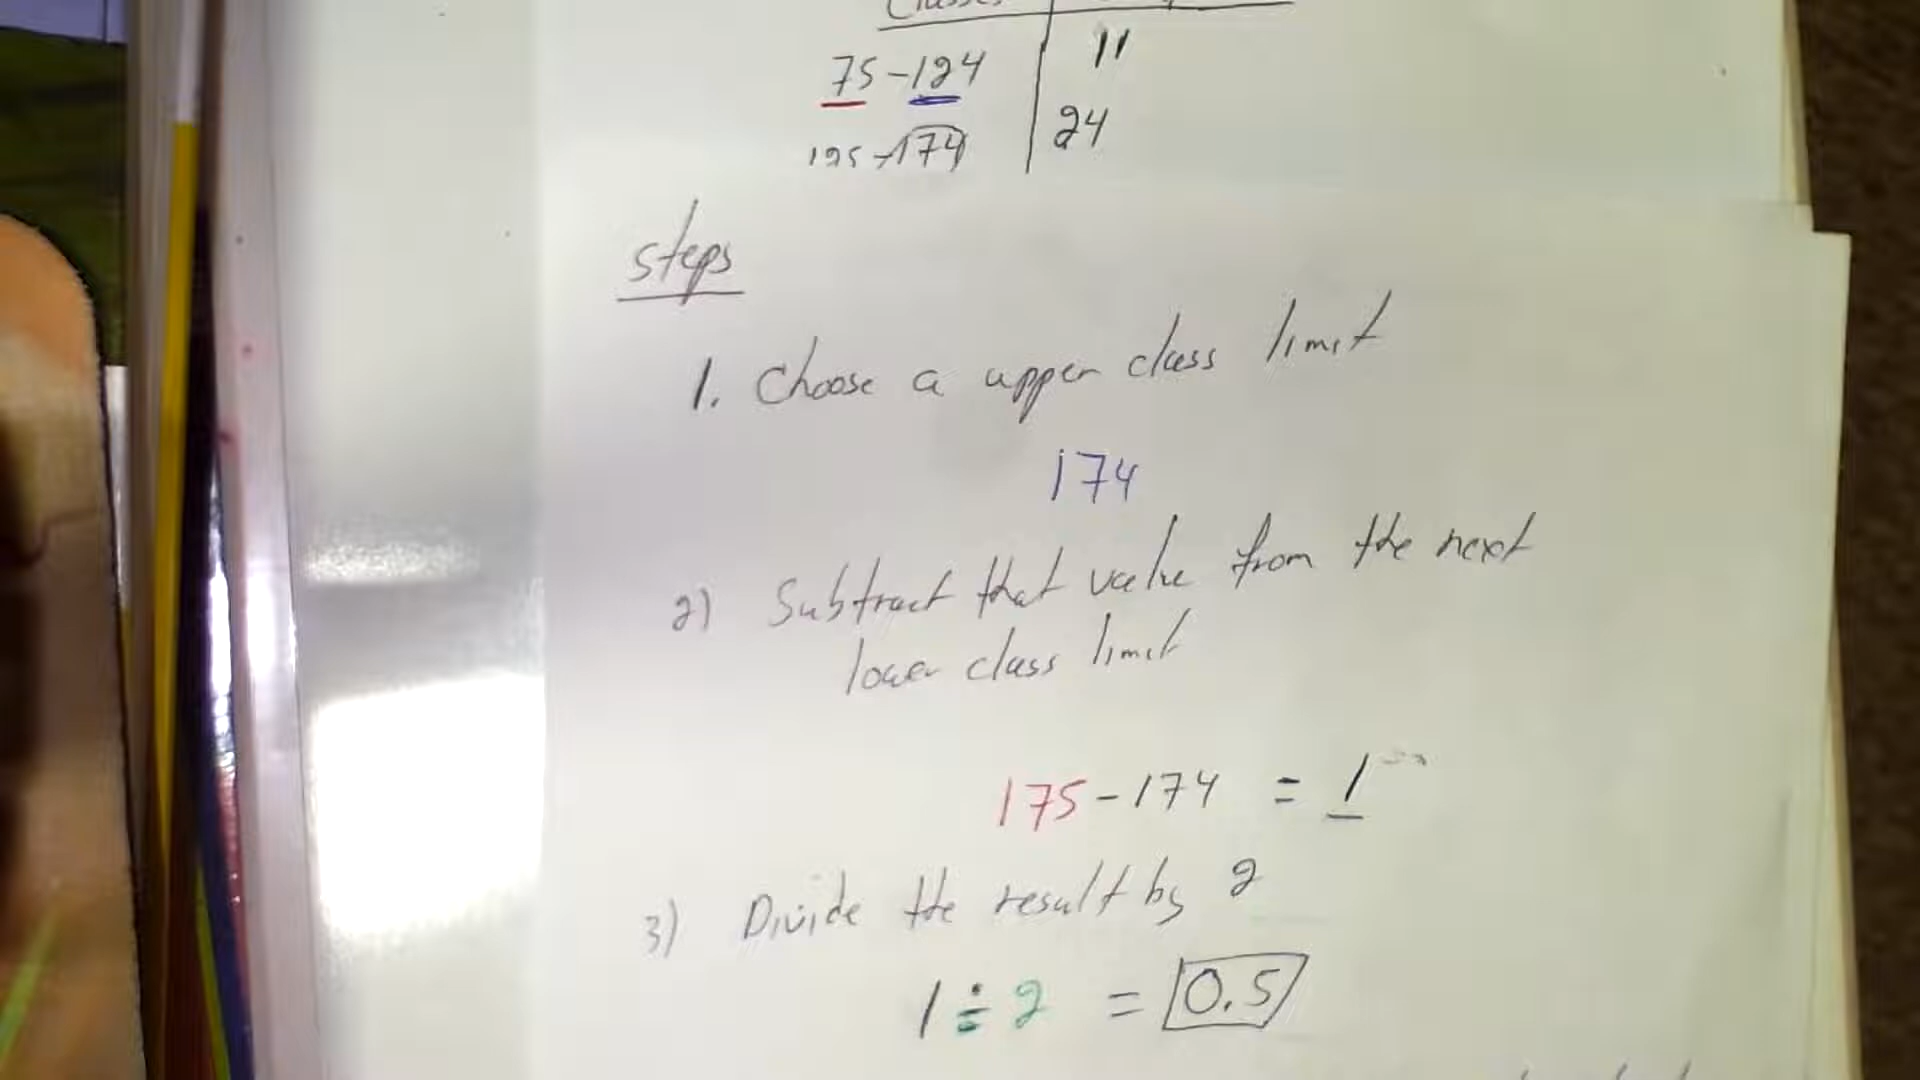 Classes
75-124 11
125-174 24
steps
1. Choose a upper class limit
174
2) Subtract that value from the next
lower class limit
175-174 = 1
3) Divide the result by 2
1 ÷ 2 = 0.5